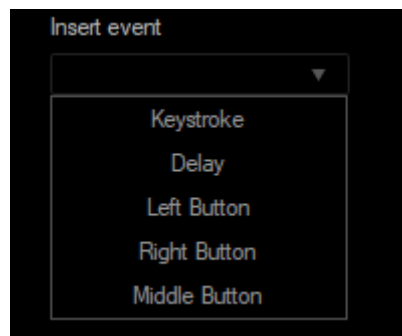 Insert event
Keystroke
Delay
Left Button
Right Button
Middle Button